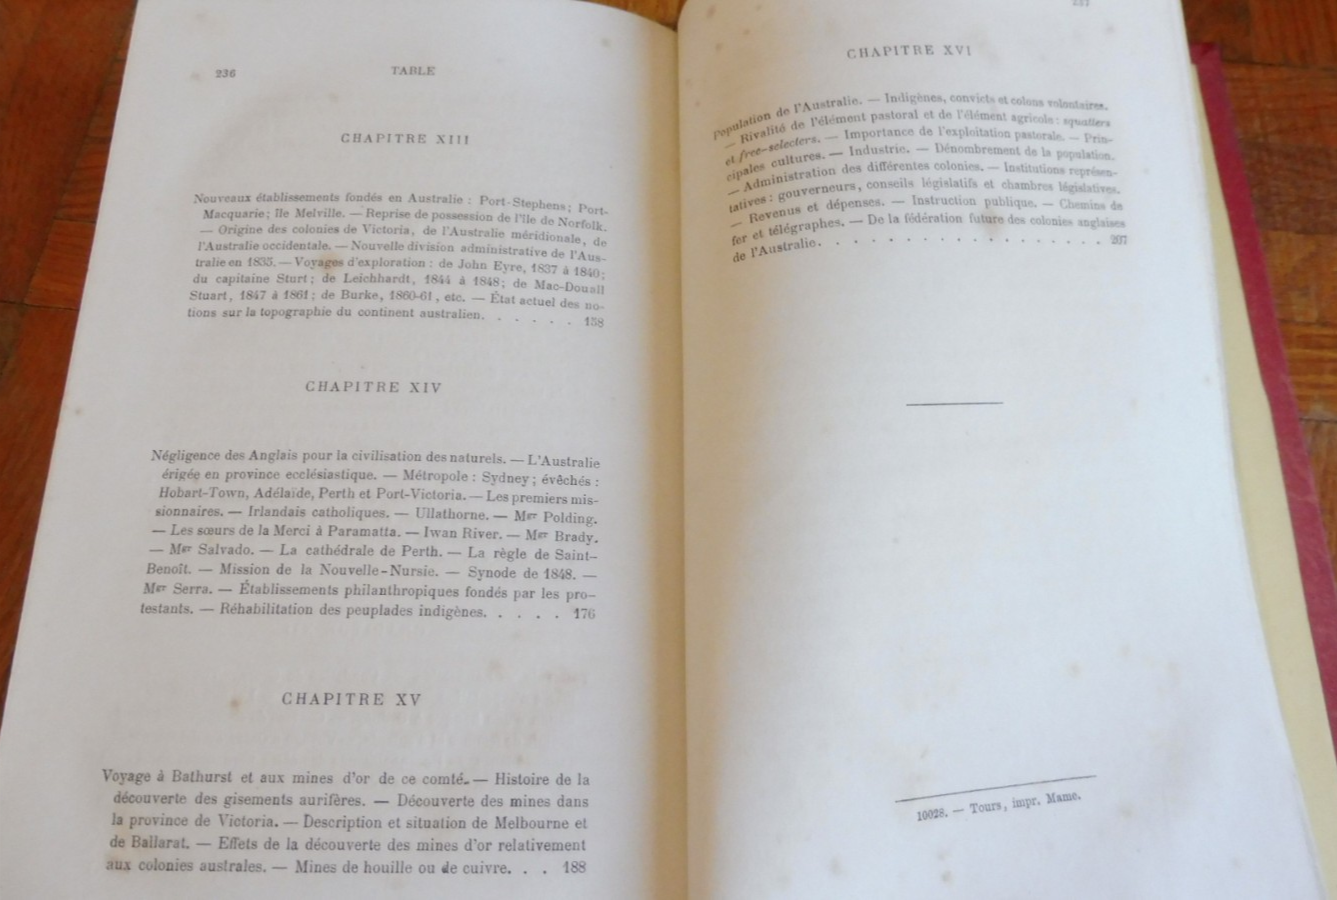 236
TABLE
CHAPITRE XIII
Nouveaux établissements fondés en Australie : Port-Stephens ; Port-
Macquarie ; île Melville. — Reprise de possession de l'île de Norfolk.
— Origine des colonies de Victoria, de l'Australie méridionale, de
l'Australie occidentale. — Nouvelle division administrative de l'Aus-
tralie en 1835. — Voyages d'exploration : de John Eyre, 1837 à 1840 ;
du capitaine Sturt ; de Leichhardt, 1844 à 1848 ; de Mac-Douall
Stuart, 1847 à 1861 ; de Burke, 1860-61, etc. — État actuel des no-
tions sur la topographie du continent australien. . . . . . 158
CHAPITRE XIV
Négligence des Anglais pour la civilisation des naturels. — L'Australie
érigée en province ecclésiastique. — Métropole : Sydney ; évêchés :
Hobart-Town, Adélaïde, Perth et Port-Victoria. — Les premiers mis-
sionnaires. — Irlandais catholiques. — Ullathorne. — Mgr Polding.
— Les sœurs de la Merci à Paramatta. — Iwan River. — Mgr Brady.
— Mgr Salvado. — La cathédrale de Perth. — La règle de Saint-
Benoît. — Mission de la Nouvelle-Nursie. — Synode de 1848. —
Mgr Serra. — Établissements philanthropiques fondés par les pro-
testants. — Réhabilitation des peuplades indigènes. . . . . 176
CHAPITRE XV
Voyage à Bathurst et aux mines d'or de ce comté. — Histoire de la
découverte des gisements aurifères. — Découverte des mines dans
la province de Victoria. — Description et situation de Melbourne et
de Ballarat. — Effets de la découverte des mines d'or relativement
aux colonies australes. — Mines de houille ou de cuivre. . . 188
237
CHAPITRE XVI
Population de l'Australie. — Indigènes, convicts et colons volontaires.
— Rivalité de l'élément pastoral et de l'élément agricole : squatters
et free-selecters. — Importance de l'exploitation pastorale. — Prin-
cipales cultures. — Industrie. — Dénombrement de la population.
— Administration des différentes colonies. — Institutions représen-
tatives : gouverneurs, conseils législatifs et chambres législatives.
— Revenus et dépenses. — Instruction publique. — Chemins de
fer et télégraphes. — De la fédération future des colonies anglaises
de l'Australie. . . . . . . . . . . . . . . . . 207
10028. — Tours, impr. Mame.